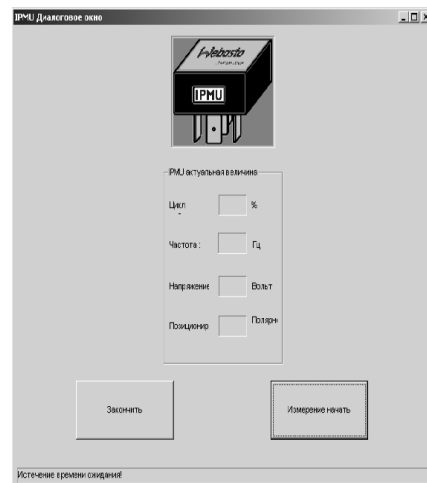 IPMU Диалоговое окно
Webasto
IPMU
IPMU актуальная величина
Цикл %
Частота : Гц
Напряжение Вольт
Позиционир Полярн
Закончить
Измерение начать
Истечение времени ожидания!